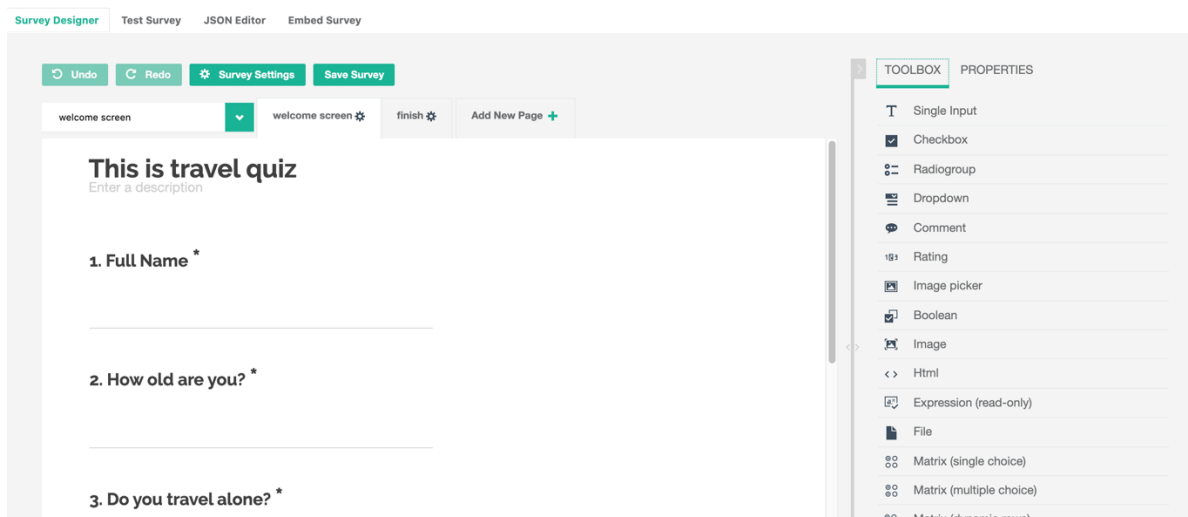 Survey Designer Test Survey JSON Editor Embed Survey
Undo Redo Survey Settings Save Survey
welcome screen welcome screen finish Add New Page
This is travel quiz
Enter a description
1. Full Name *
2. How old are you? *
3. Do you travel alone? *
TOOLBOX PROPERTIES
Single Input
Checkbox
Radiogroup
Dropdown
Comment
Rating
Image picker
Boolean
Image
Html
Expression (read-only)
File
Matrix (single choice)
Matrix (multiple choice)
Matrix (dynamic rows)